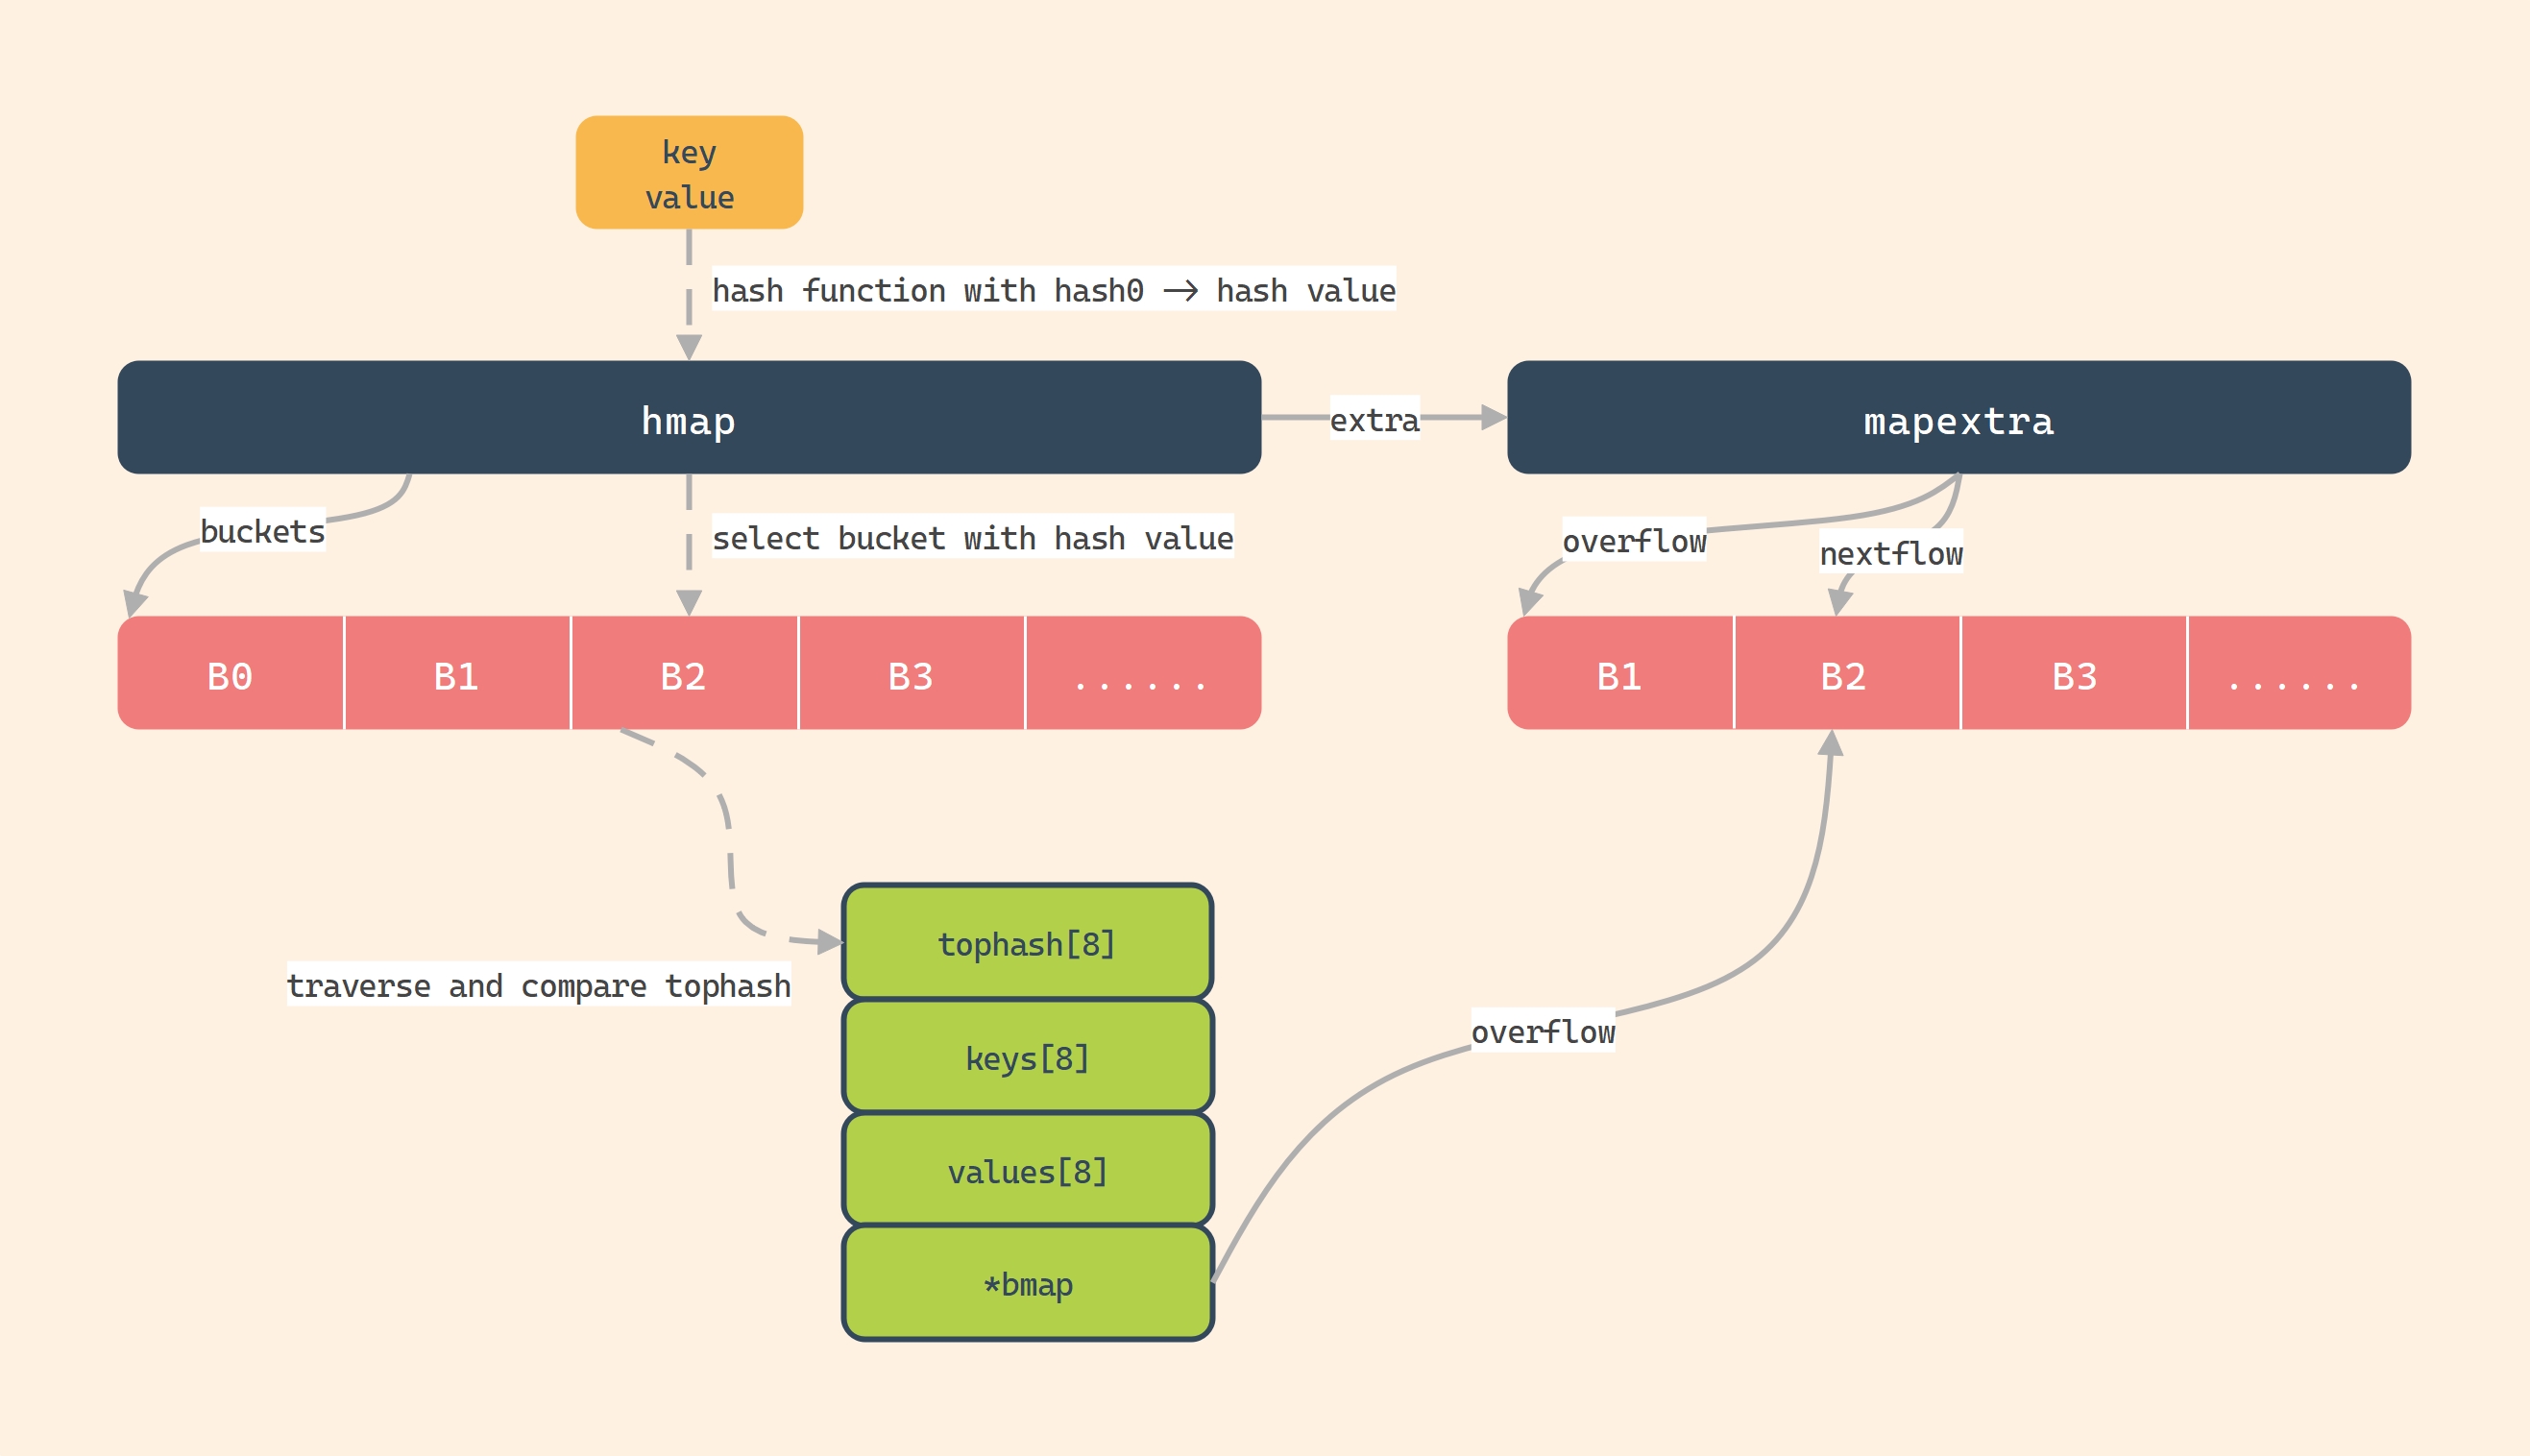 key
value
hash function with hash0 -> hash value
hmap
extra
mapextra
buckets
select bucket with hash value
overflow
nextflow
B0
B1
B2
B3
......
B1
B2
B3
......
tophash[8]
traverse and compare tophash
keys[8]
overflow
values[8]
*bmap